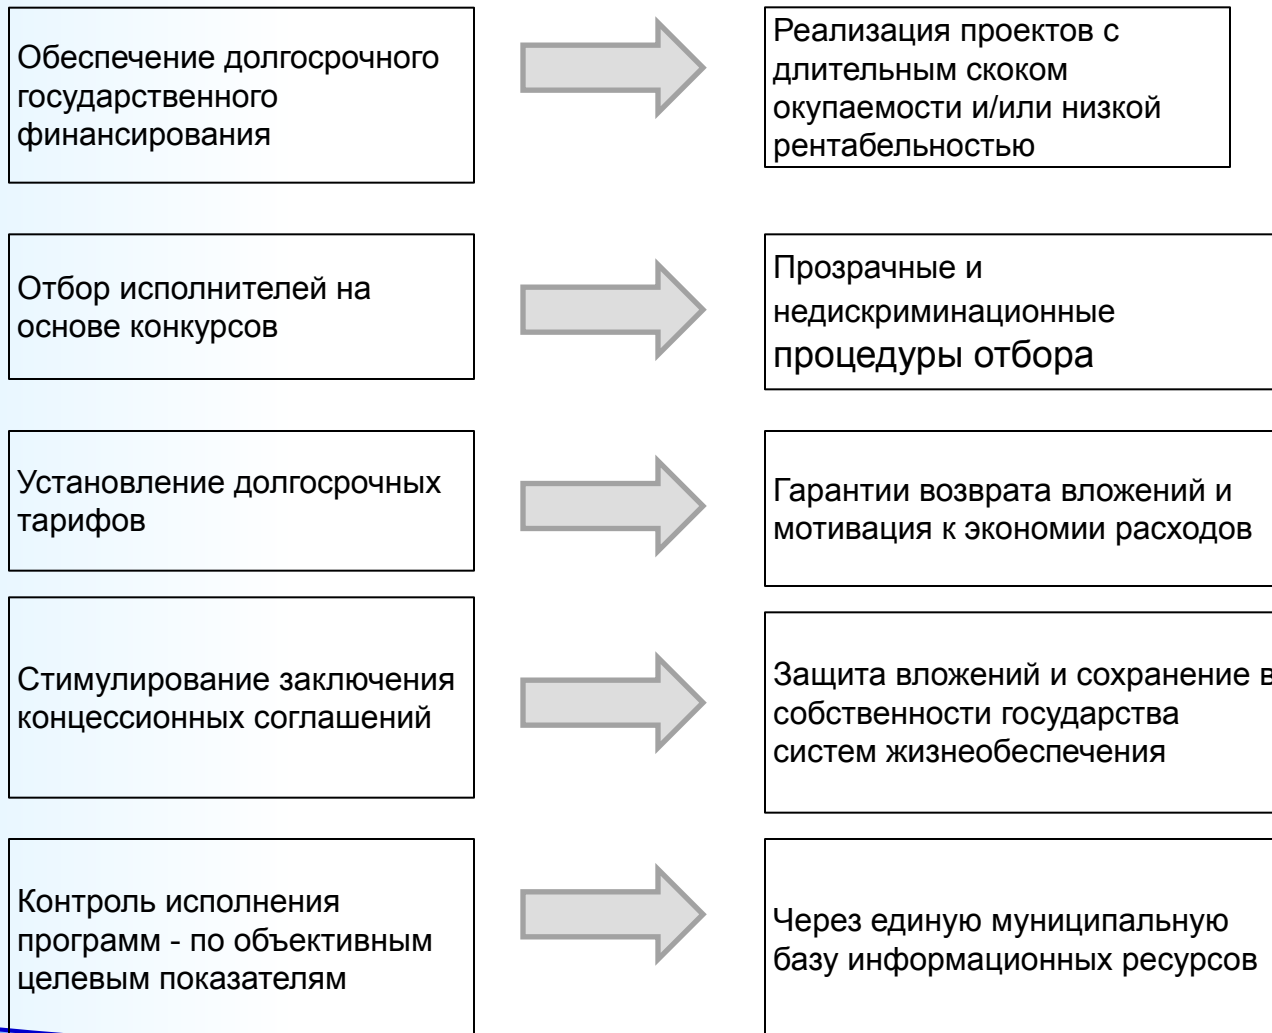 Обеспечение долгосрочного
государственного
финансирования
Реализация проектов с
длительным скоком
окупаемости и/или низкой
рентабельностью
Отбор исполнителей на
основе конкурсов
Прозрачные и
недискриминационные
процедуры отбора
Установление долгосрочных
тарифов
Гарантии возврата вложений и
мотивация к экономии расходов
Стимулирование заключения
концессионных соглашений
Защита вложений и сохранение в
собственности государства
систем жизнеобеспечения
Контроль исполнения
программ - по объективным
целевым показателям
Через единую муниципальную
базу информационных ресурсов